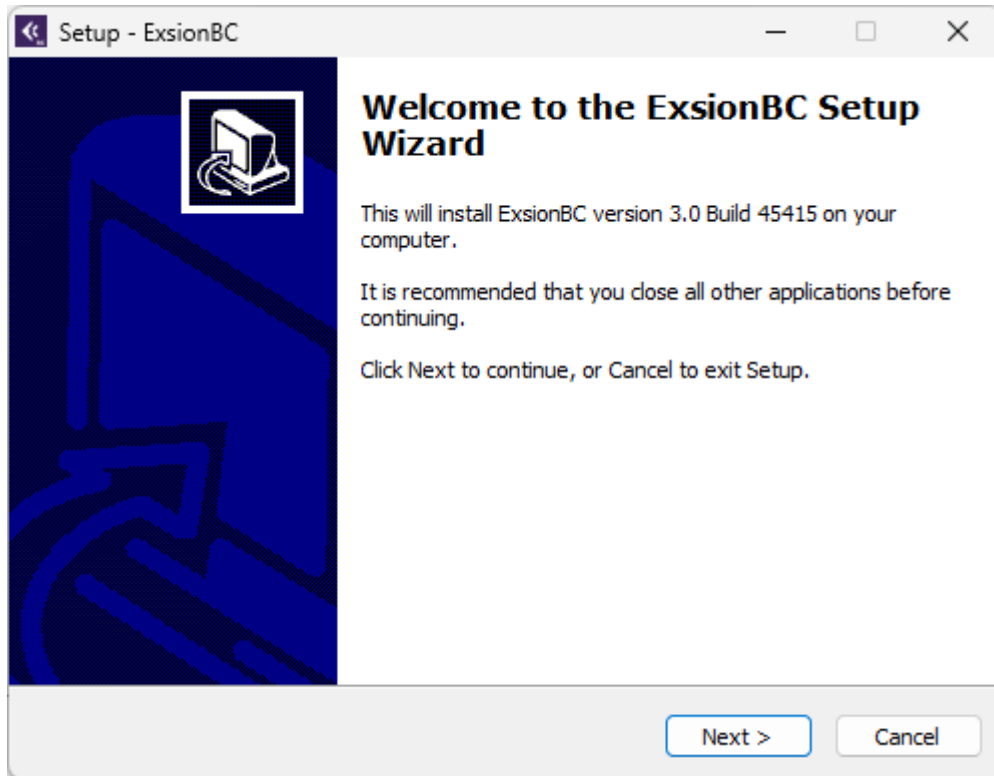 Setup - ExsionBC
Welcome to the ExsionBC Setup
Wizard
This will install ExsionBC version 3.0 Build 45415 on your
computer.
It is recommended that you close all other applications before
continuing.
Click Next to continue, or Cancel to exit Setup.
Next >
Cancel